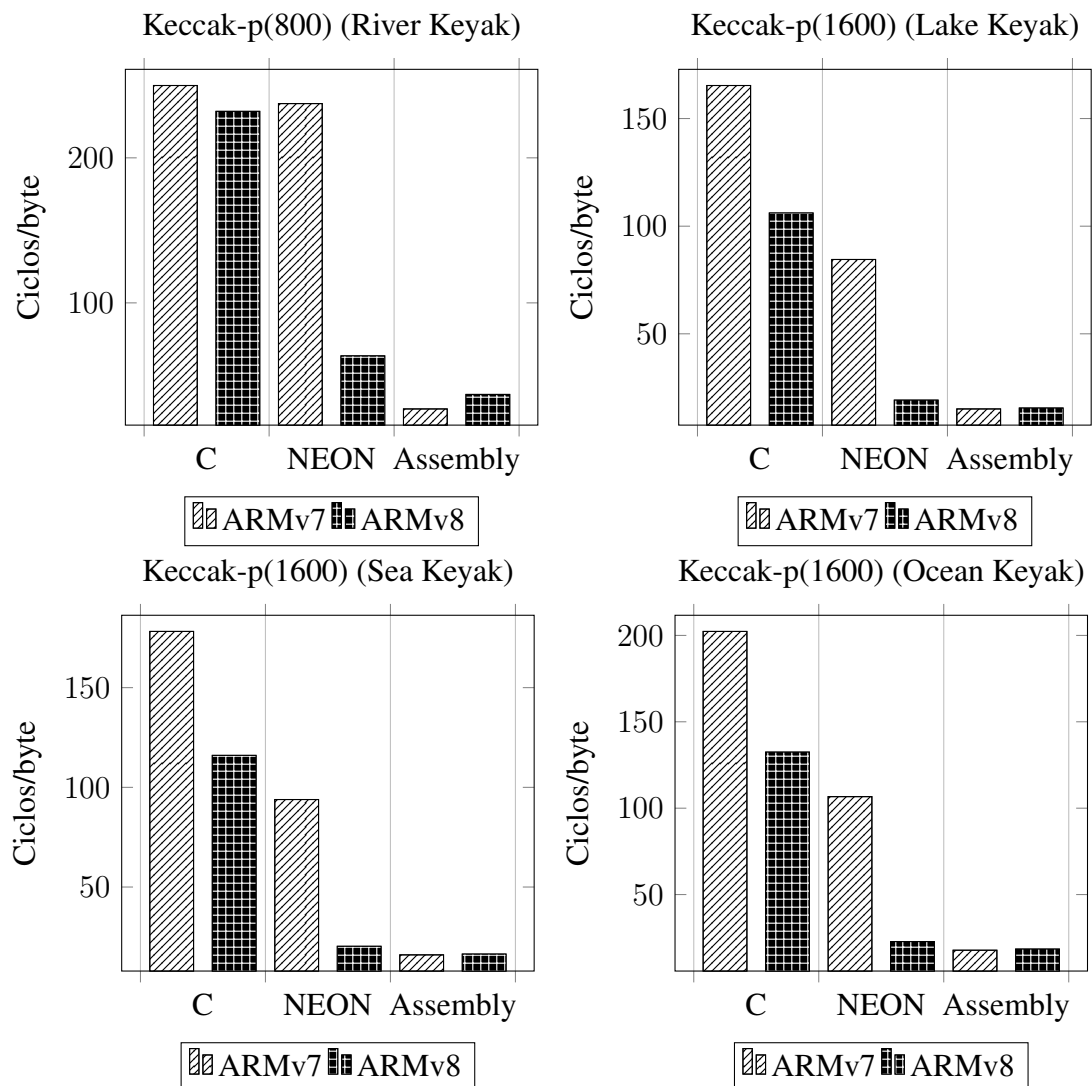 Keccak-p(800) (River Keyak)
200
100
Ciclos/byte
C NEON Assembly
ARMv7 ARMv8
Keccak-p(1600) (Lake Keyak)
150
100
50
Ciclos/byte
C NEON Assembly
ARMv7 ARMv8
Keccak-p(1600) (Sea Keyak)
150
100
50
Ciclos/byte
C NEON Assembly
ARMv7 ARMv8
Keccak-p(1600) (Ocean Keyak)
200
150
100
50
Ciclos/byte
C NEON Assembly
ARMv7 ARMv8